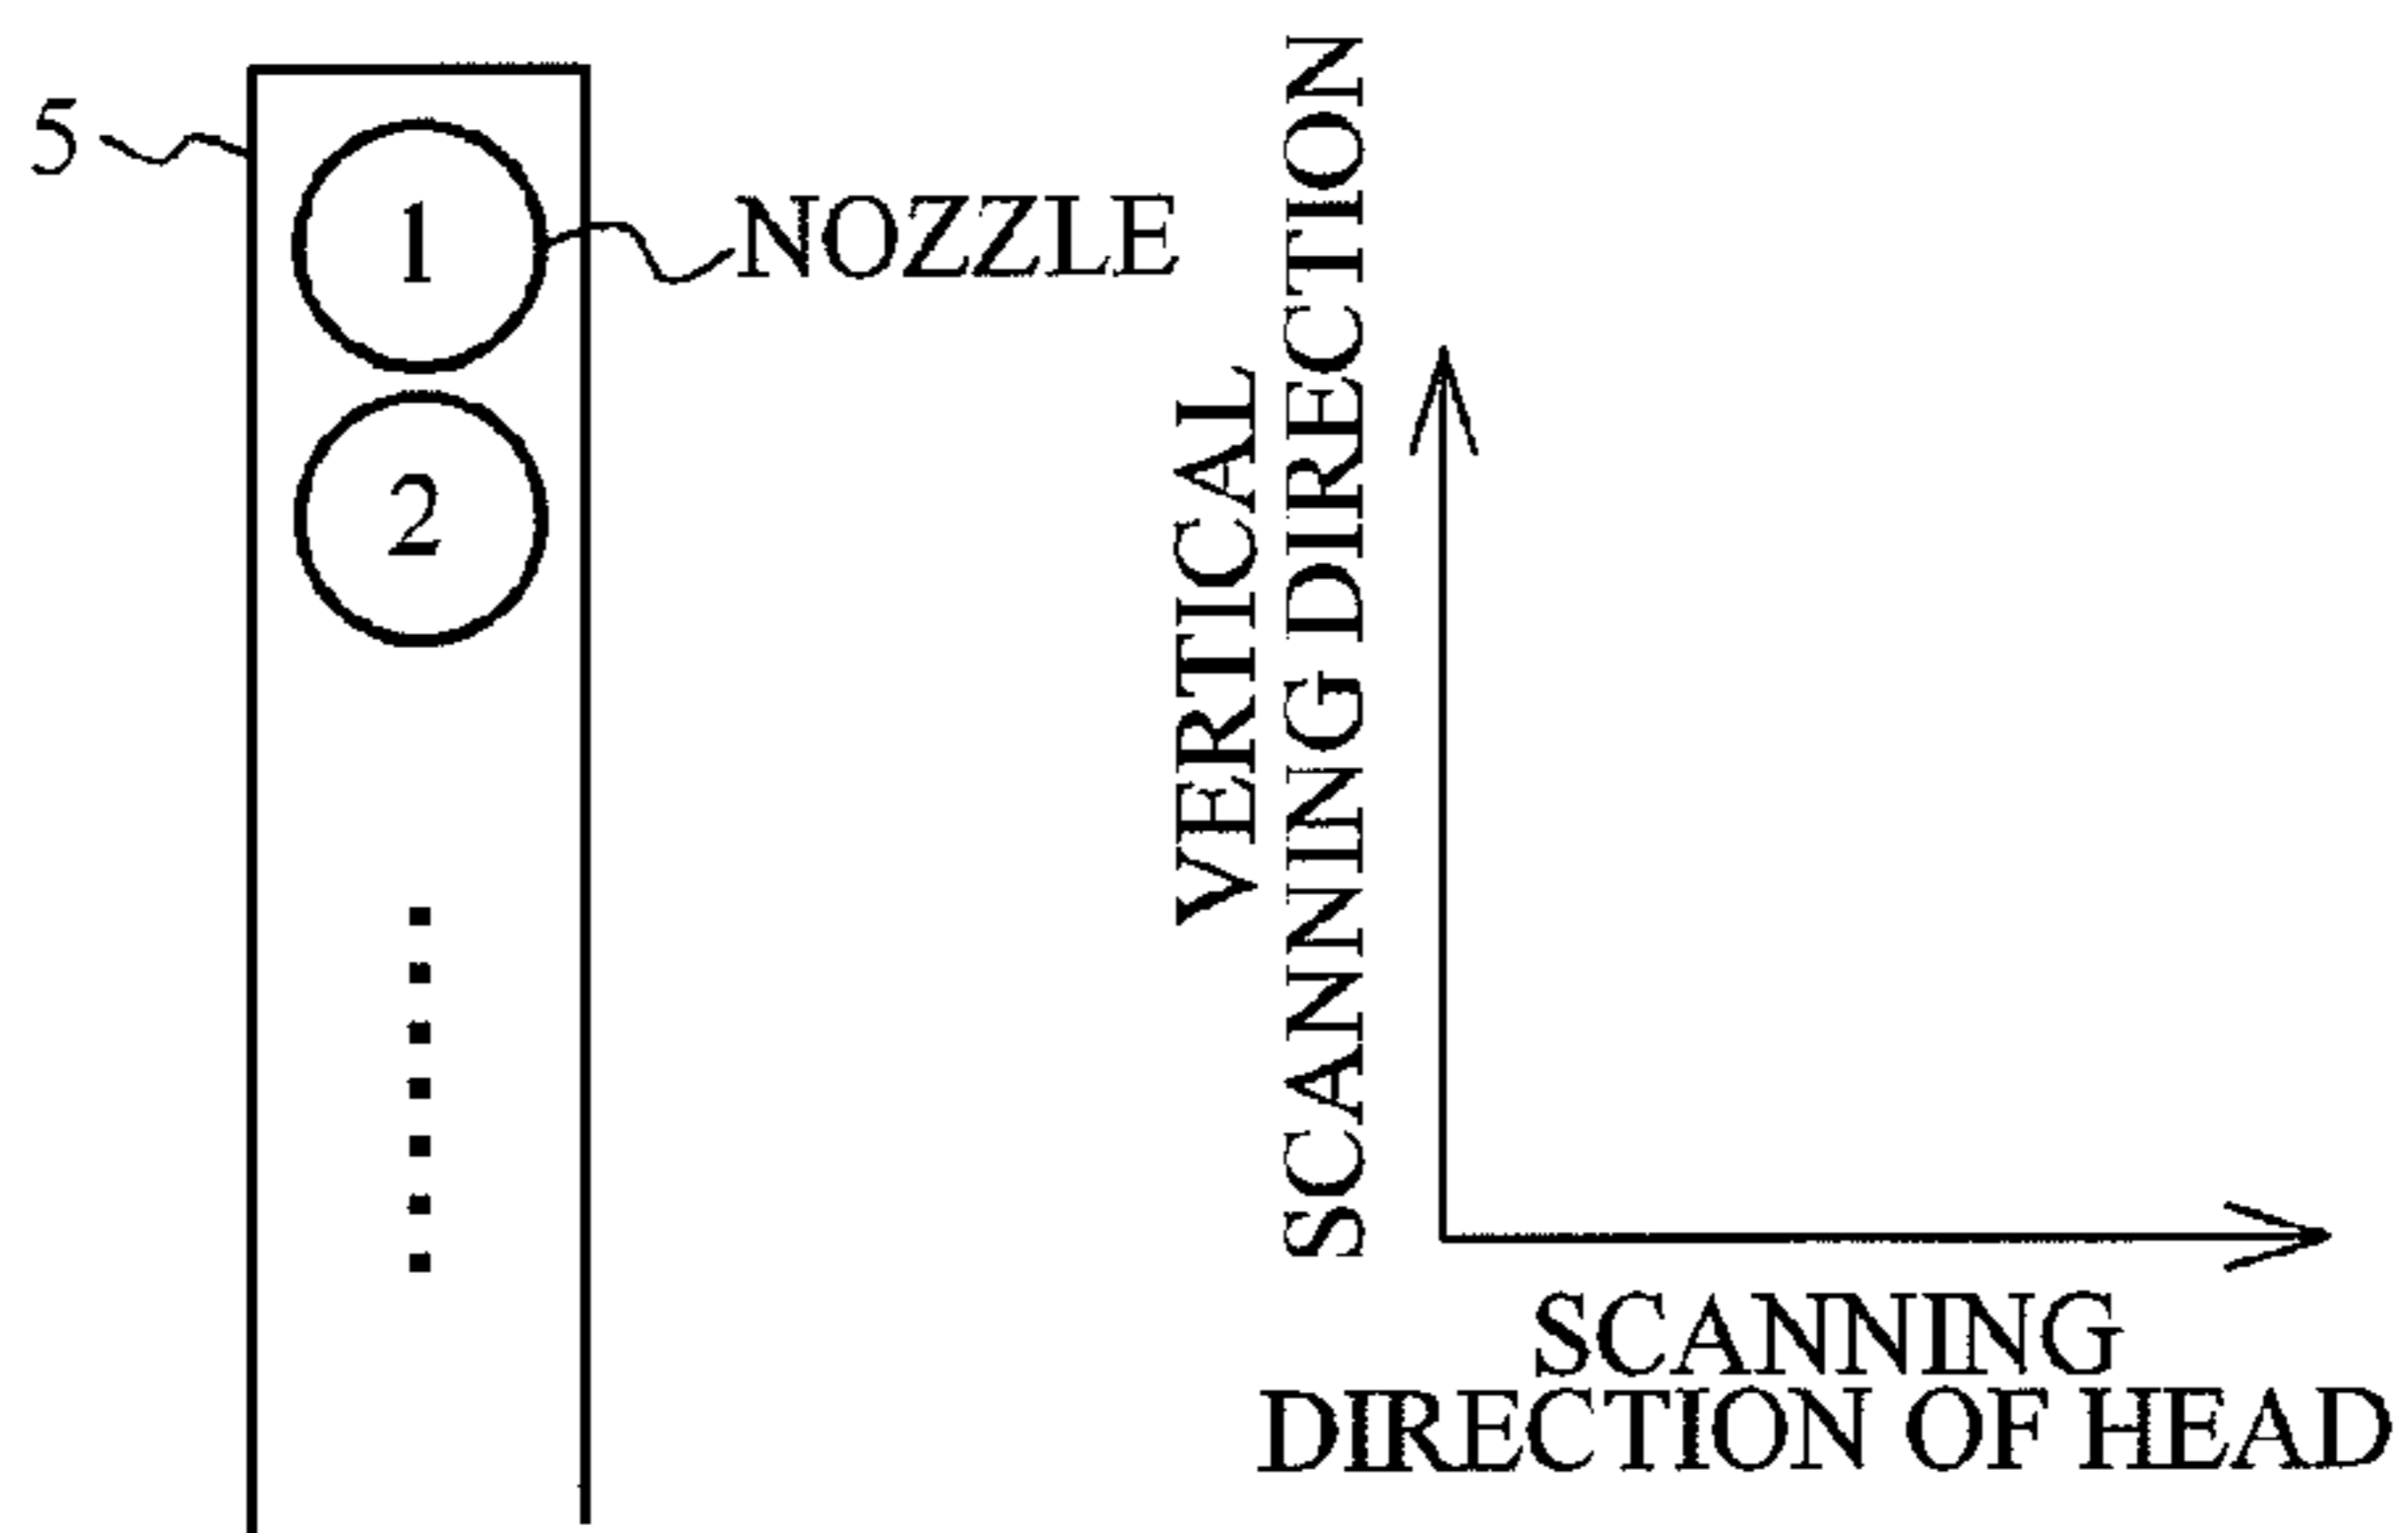 5
1
NOZZLE
2
VERTICAL
SCANNING DIRECTION
SCANNING
DIRECTION OF HEAD